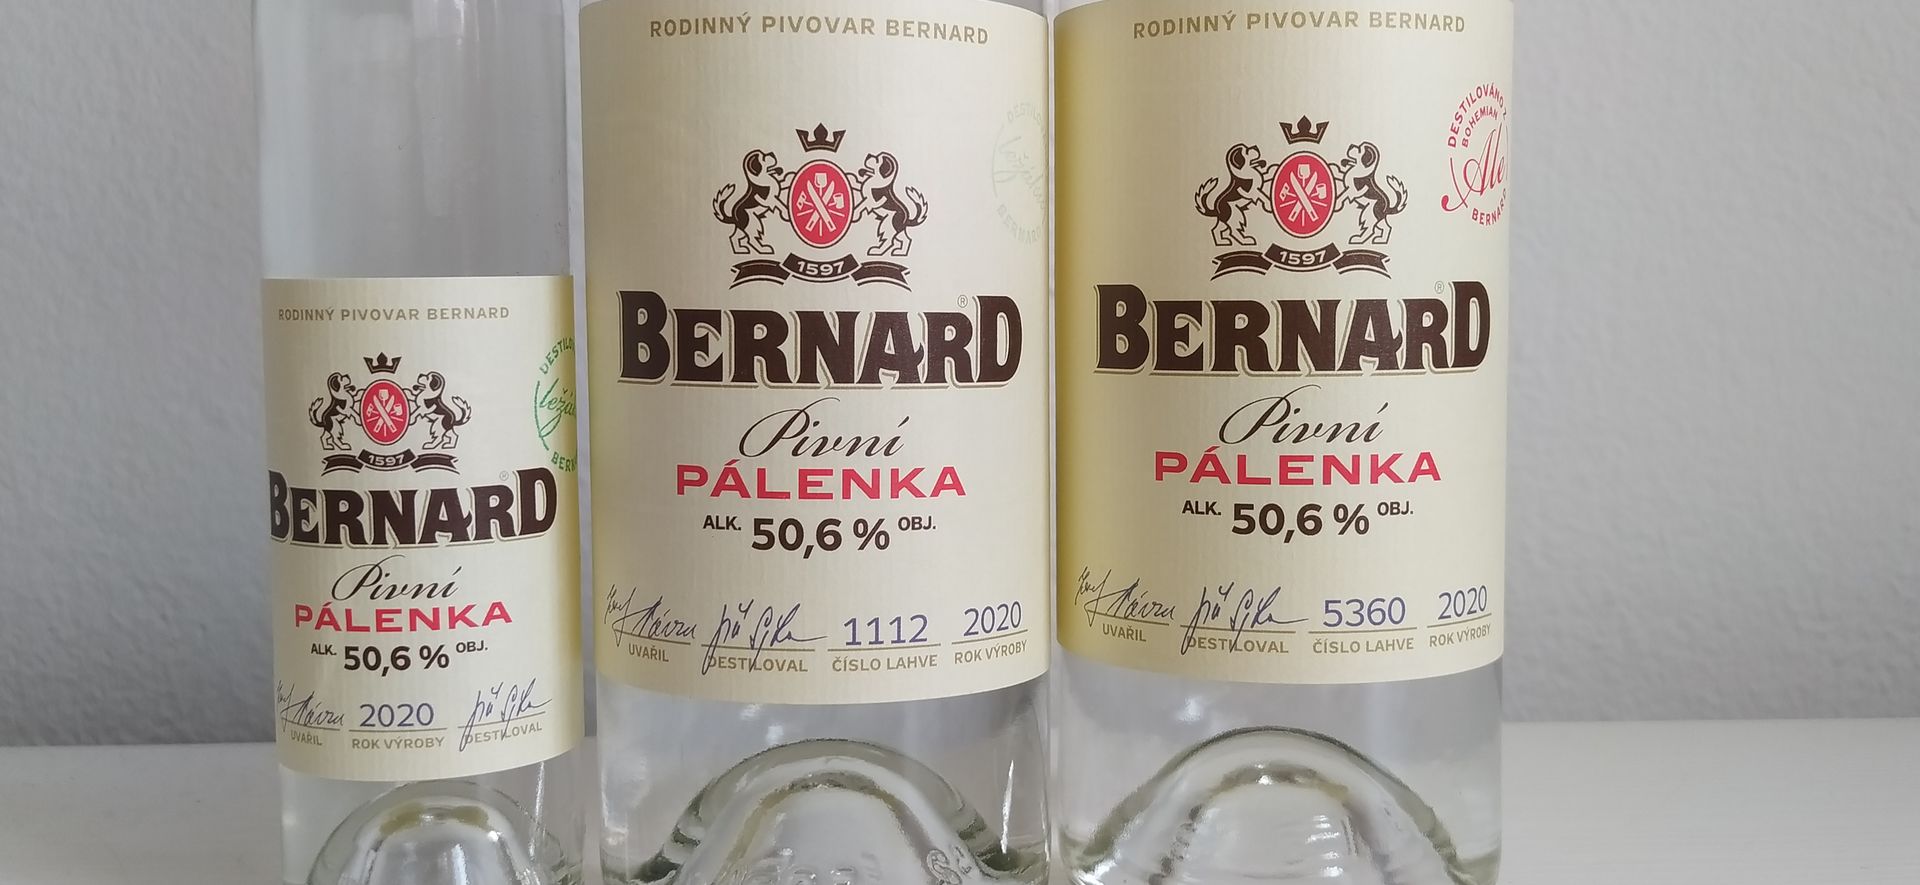 RODINNÝ PIVOVAR BERNARD
1597
BERNARD®
Pivní
PÁLENKA
ALK. 50,6 % OBJ.
2020
UVAŘIL ROK VÝROBY DESTILOVAL
RODINNÝ PIVOVAR BERNARD
BERNARD
1597
BERNARD®
Pivní
PÁLENKA
ALK. 50,6 % OBJ.
1112 2020
UVAŘIL DESTILOVAL ČÍSLO LAHVE ROK VÝROBY
RODINNÝ PIVOVAR BERNARD
DESTILOVÁNO Z
BOHEMIAN
Ale
BERNARD
1597
BERNARD®
Pivní
PÁLENKA
ALK. 50,6 % OBJ.
5360 2020
UVAŘIL DESTILOVAL ČÍSLO LAHVE ROK VÝROBY